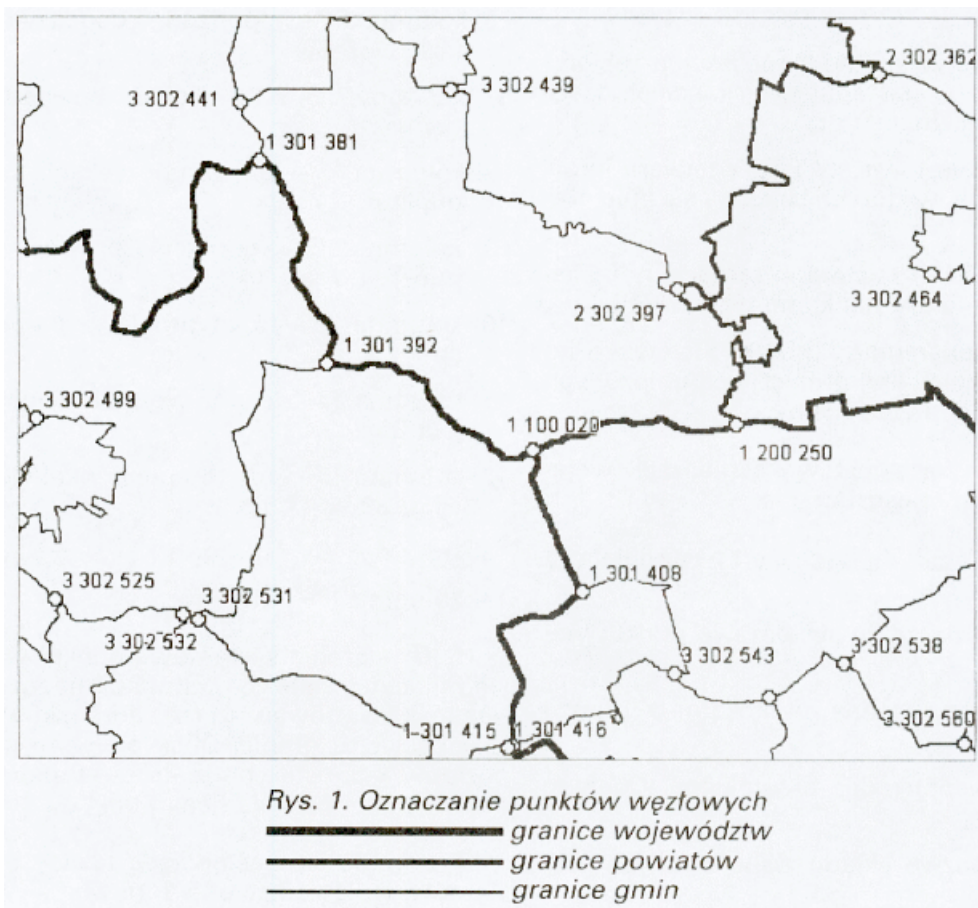 2 302 362
3 302 439
3 302 441
1 301 381
3 302 464
2 302 397
1 301 392
3 302 499
1 100 020
1 200 250
3 302 525
3 302 531
1 301 408
3 302 532
3 302 543
3 302 538
3 302 560
1 301 415
1 301 416
Rys. 1. Oznaczanie punktów węzłowych
granice województw
granice powiatów
granice gmin